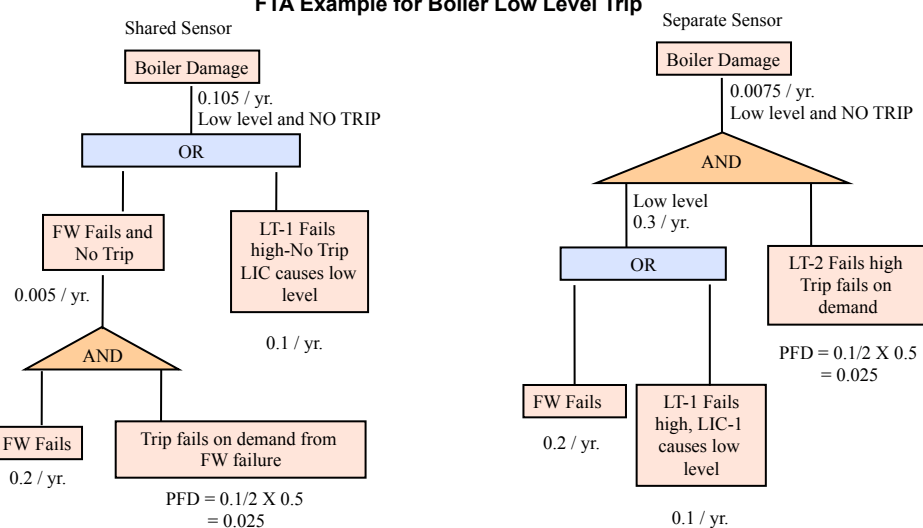 FTA Example for Boiler Low Level Trip
Shared Sensor
Boiler Damage
0.105 / yr.
Low level and NO TRIP
OR
FW Fails and
No Trip
LT-1 Fails
high-No Trip
LIC causes low
level
0.005 / yr.
0.1 / yr.
AND
FW Fails
0.2 / yr.
Trip fails on demand from
FW failure
PFD = 0.1/2 X 0.5
= 0.025
Separate Sensor
Boiler Damage
0.0075 / yr.
Low level and NO TRIP
AND
Low level
0.3 / yr.
OR
LT-2 Fails high
Trip fails on
demand
PFD = 0.1/2 X 0.5
= 0.025
FW Fails
0.2 / yr.
LT-1 Fails
high, LIC-1
causes low
level
0.1 / yr.